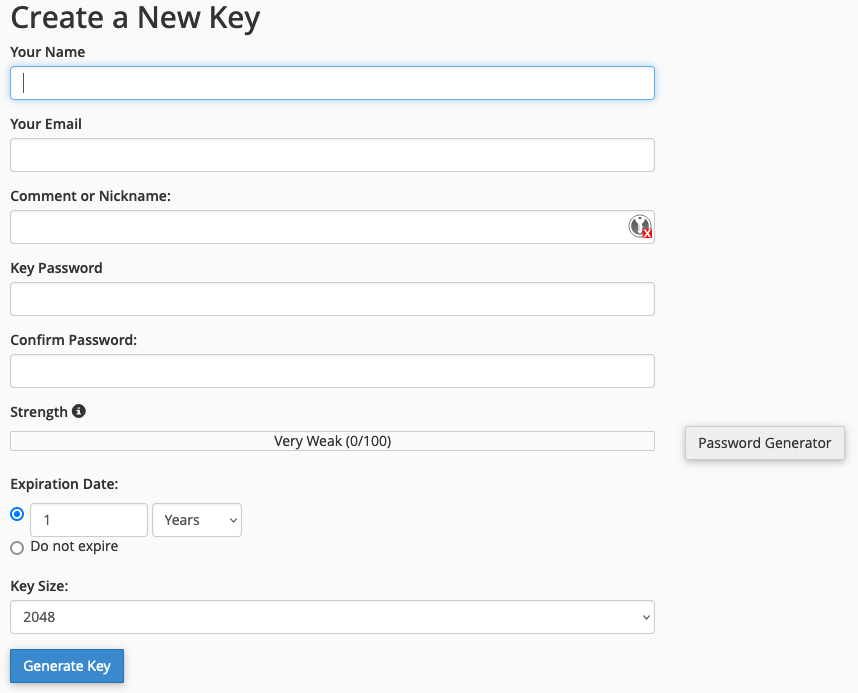 Create a New Key
Your Name
Your Email
Comment or Nickname:
Key Password
Confirm Password:
Strength
Very Weak (0/100)
Password Generator
Expiration Date:
1 Years
Do not expire
Key Size:
2048
Generate Key